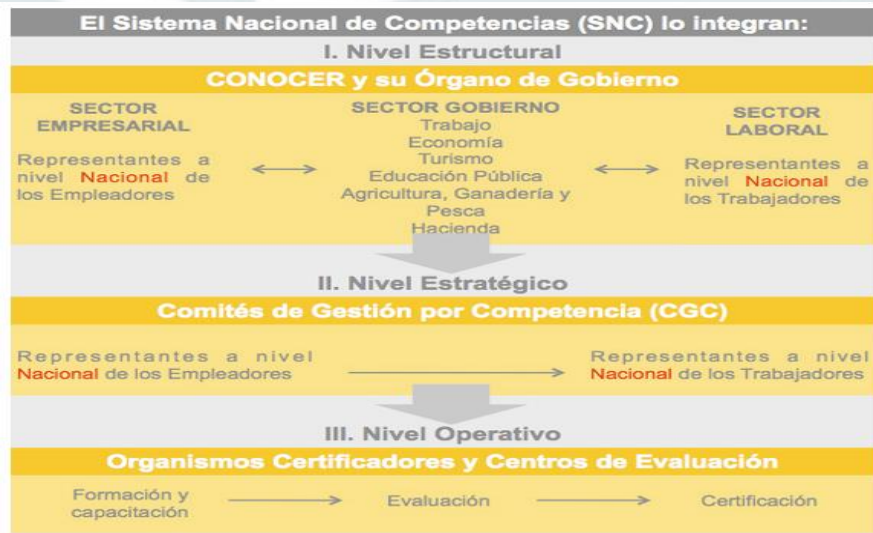 El Sistema Nacional de Competencias (SNC) lo integran:
I. Nivel Estructural
CONOCER y su Órgano de Gobierno
SECTOR
EMPRESARIAL
Representantes a
nivel Nacional de
los Empleadores
SECTOR GOBIERNO
Trabajo
Economía
Turismo
Educación Pública
Agricultura, Ganadería y
Pesca
Hacienda
SECTOR
LABORAL
Representantes a
nivel Nacional de
los Trabajadores
II. Nivel Estratégico
Comités de Gestión por Competencia (CGC)
Representantes a nivel
Nacional de los Empleadores
Representantes a nivel
Nacional de los Trabajadores
III. Nivel Operativo
Organismos Certificadores y Centros de Evaluación
Formación y
capacitación
Evaluación
Certificación